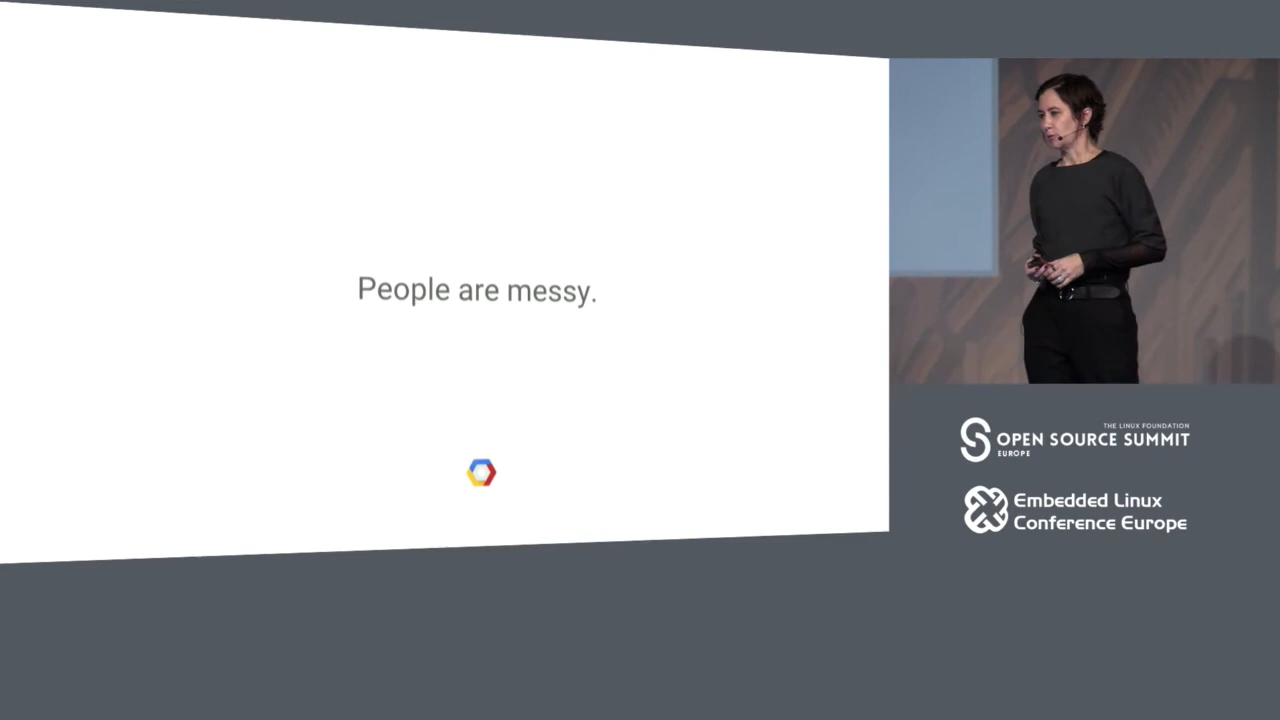 People are messy.
THE LINUX FOUNDATION
OPEN SOURCE SUMMIT
EUROPE
Embedded Linux
Conference Europe